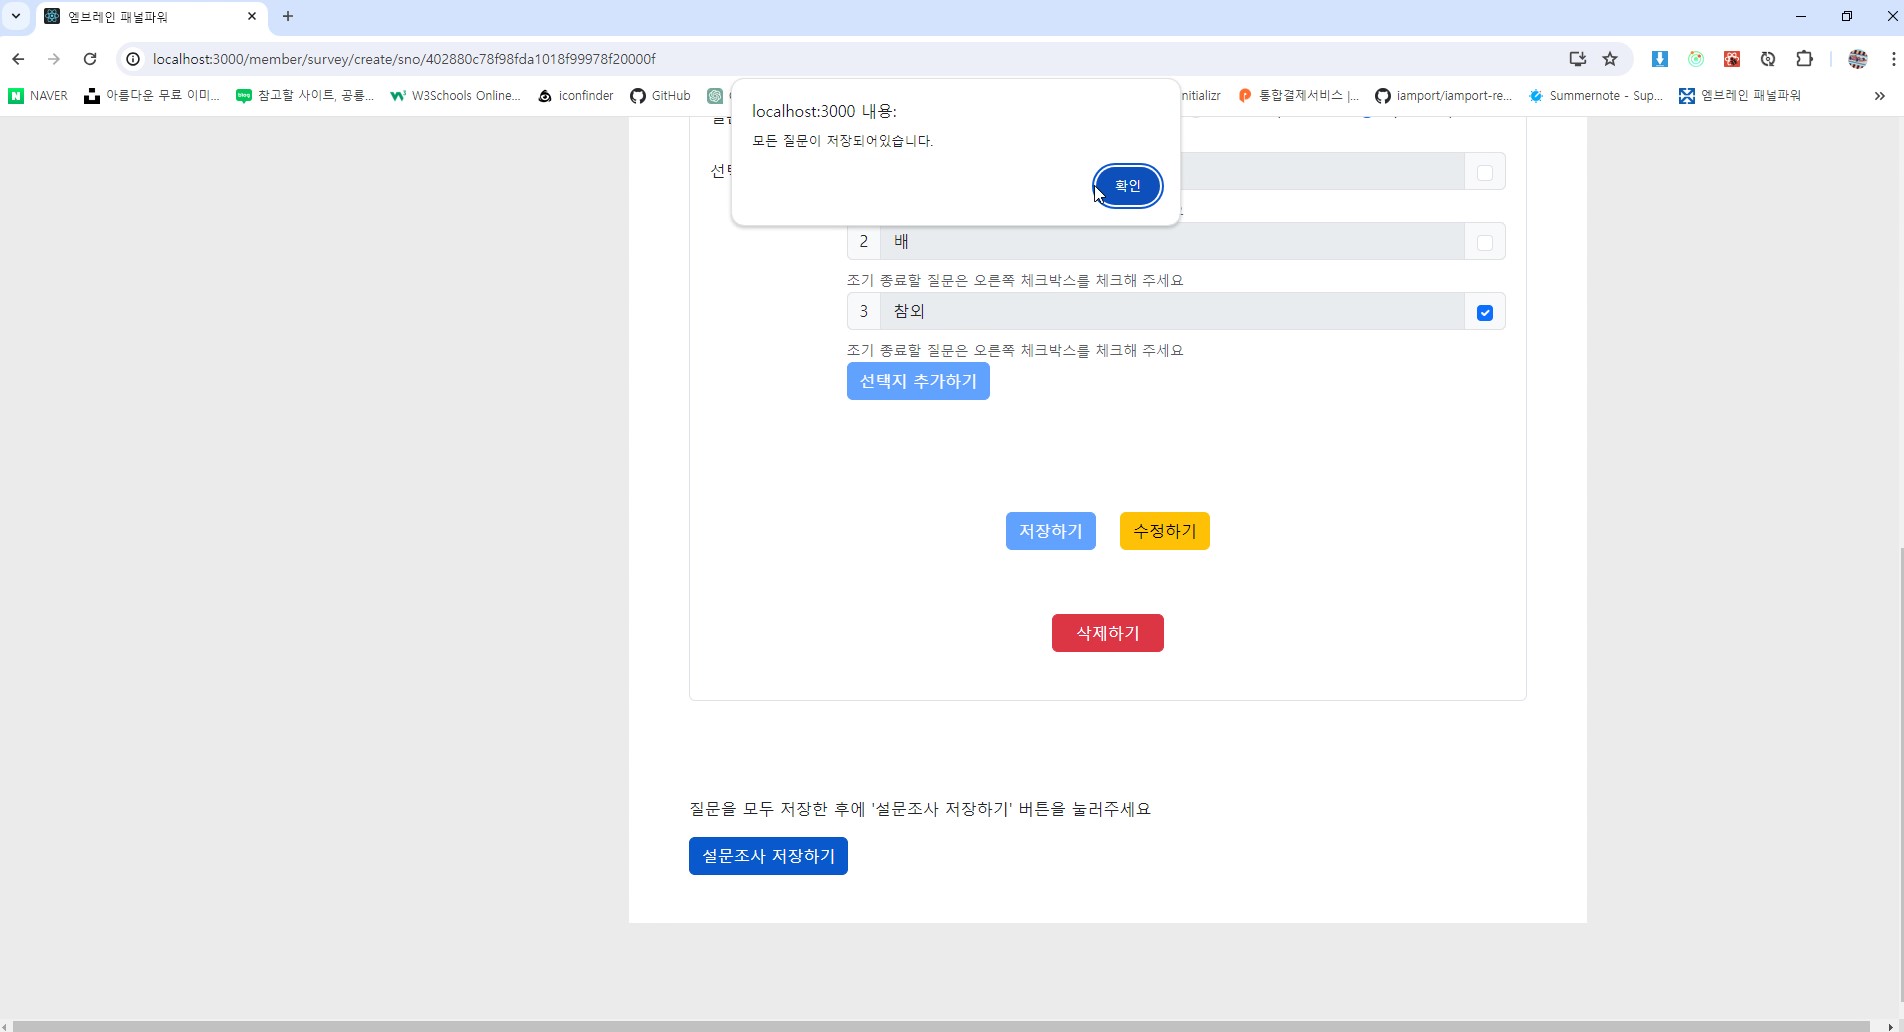 엠브레인 패널파워
localhost:3000/member/survey/create/sno/402880c78f98fda1018f99978f20000f
NAVER
아름다운 무료 이미...
참고할 사이트, 공룡...
W3Schools Online...
iconfinder
GitHub
nitializr
통합결제서비스 |...
iamport/iamport-re...
Summernote - Sup...
엠브레인 패널파워
localhost:3000 내용:
모든 질문이 저장되어있습니다.
확인
2
배
조기 종료할 질문은 오른쪽 체크박스를 체크해 주세요
3
참외
조기 종료할 질문은 오른쪽 체크박스를 체크해 주세요
선택지 추가하기
저장하기
수정하기
삭제하기
질문을 모두 저장한 후에 '설문조사 저장하기' 버튼을 눌러주세요
설문조사 저장하기